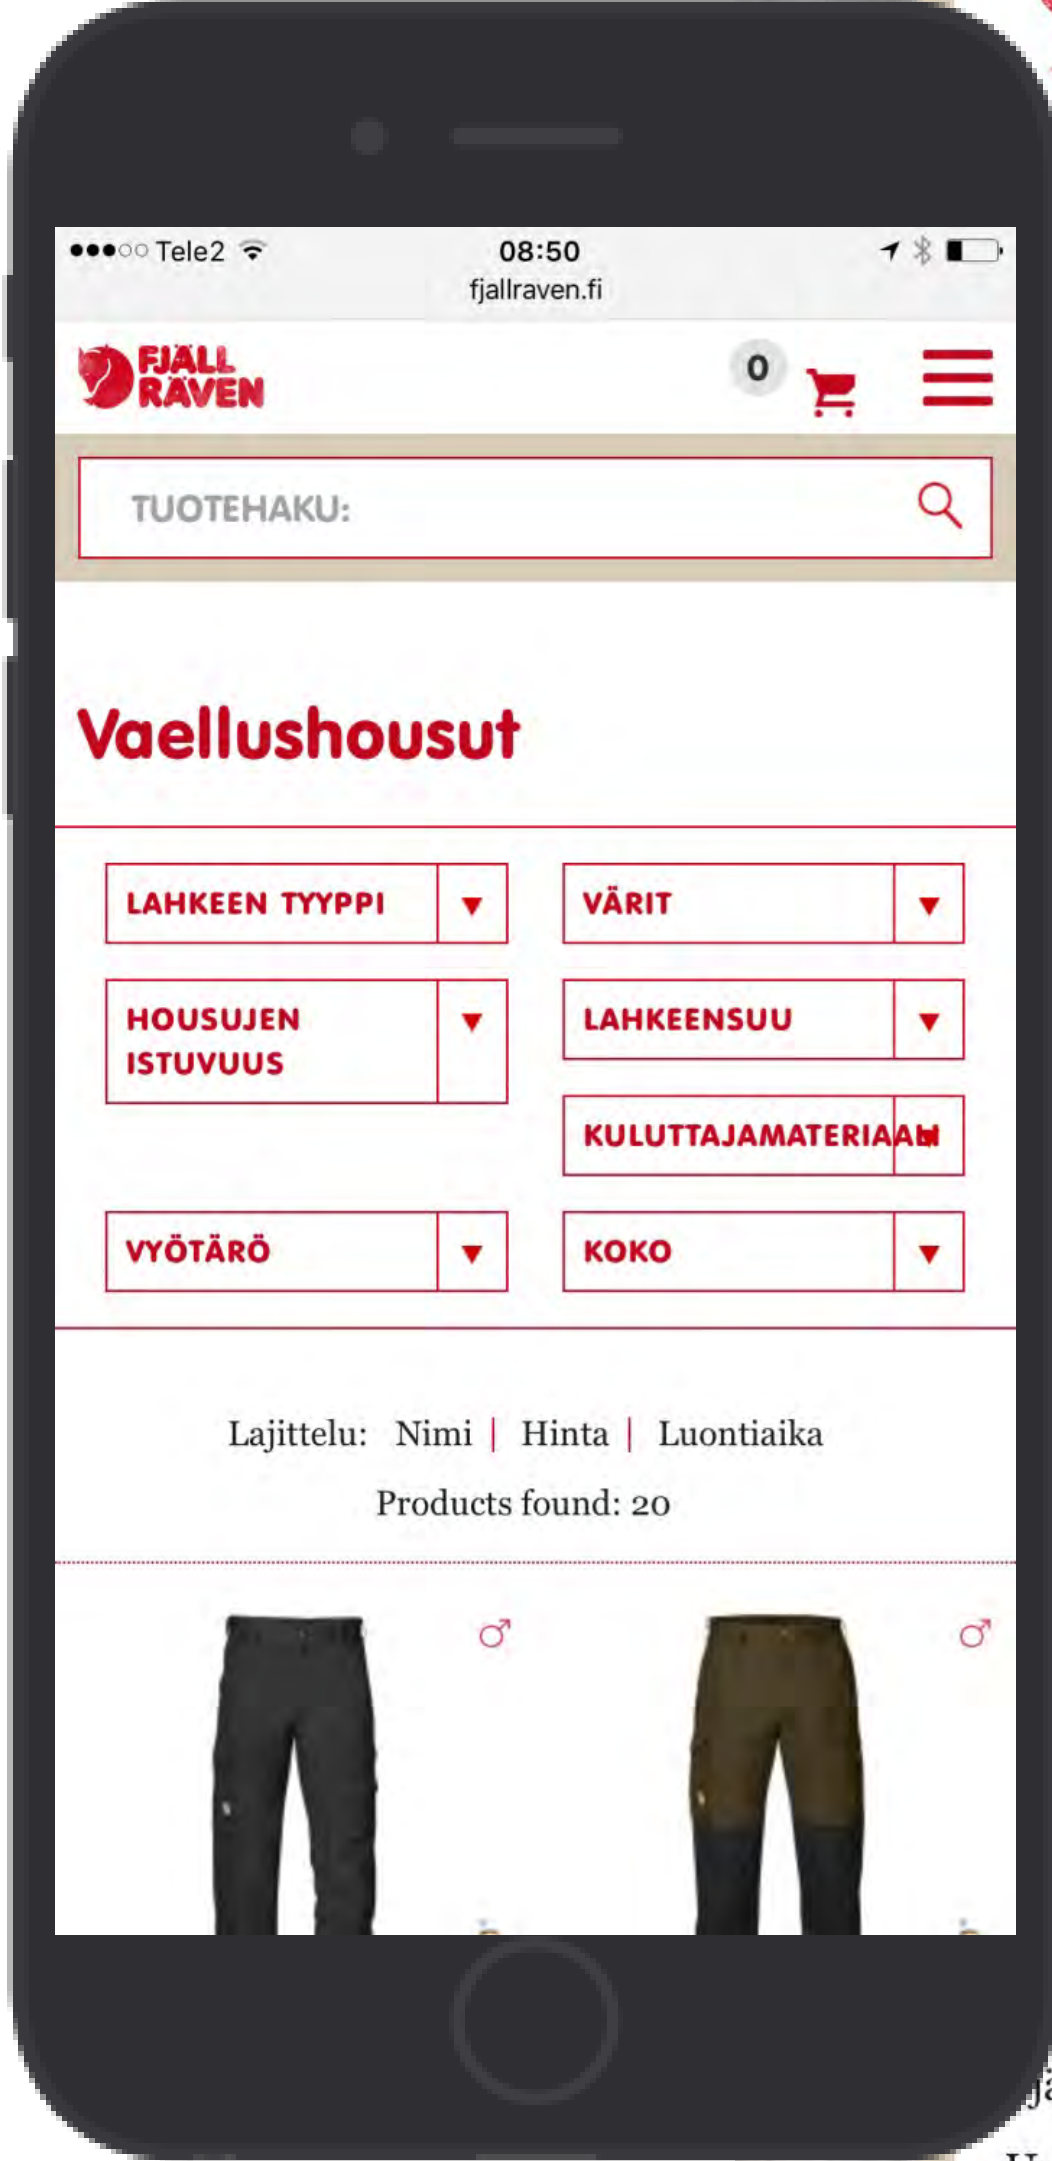 Tele2 08:50
fjallraven.fi
FJÄLL
RÄVEN
0
TUOTEHAKU:
Vaellushousut
LAHKEEN TYYPPI
VÄRIT
HOUSUJEN
ISTUVUUS
LAHKEENSUU
KULUTTAJAMATERIAALI
VYÖTÄRÖ
KOKO
Lajittelu: Nimi | Hinta | Luontiaika
Products found: 20